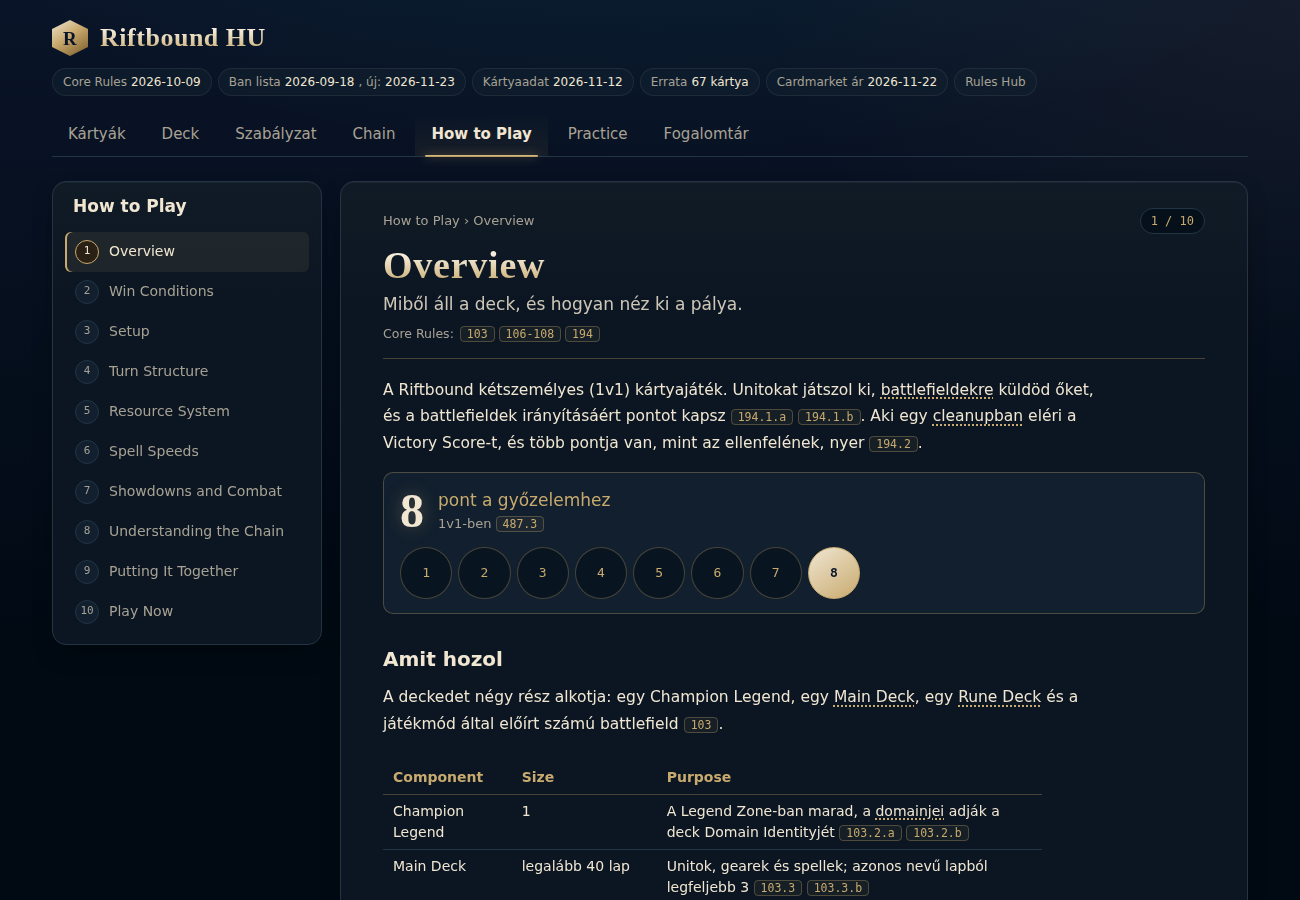 R Riftbound HU
Core Rules 2026-10-09 Ban lista 2026-09-18 , új: 2026-11-23 Kártyaadat 2026-11-12 Errata 67 kártya Cardmarket ár 2026-11-22 Rules Hub
Kártyák Deck Szabályzat Chain How to Play Practice Fogalomtár
How to Play
1 Overview
2 Win Conditions
3 Setup
4 Turn Structure
5 Resource System
6 Spell Speeds
7 Showdowns and Combat
8 Understanding the Chain
9 Putting It Together
10 Play Now
How to Play › Overview 1 / 10
Overview
Miből áll a deck, és hogyan néz ki a pálya.
Core Rules: 103 106-108 194
A Riftbound kétszemélyes (1v1) kártyajáték. Unitokat játszol ki, battlefieldekre küldöd őket,
és a battlefieldek irányításáért pontot kapsz 194.1.a 194.1.b. Aki egy cleanupban eléri a
Victory Score-t, és több pontja van, mint az ellenfelének, nyer 194.2.
8 pont a győzelemhez
1v1-ben 487.3
1 2 3 4 5 6 7 8
Amit hozol
A deckedet négy rész alkotja: egy Champion Legend, egy Main Deck, egy Rune Deck és a
játékmód által előírt számú battlefield 103.
Component Size Purpose
Champion 1 A Legend Zone-ban marad, a domainjei adják a
Legend deck Domain Identityjét 103.2.a 103.2.b
Main Deck legalább 40 lap Unitok, gearek és spellek; azonos nevű lapból
legfeljebb 3 103.3 103.3.b